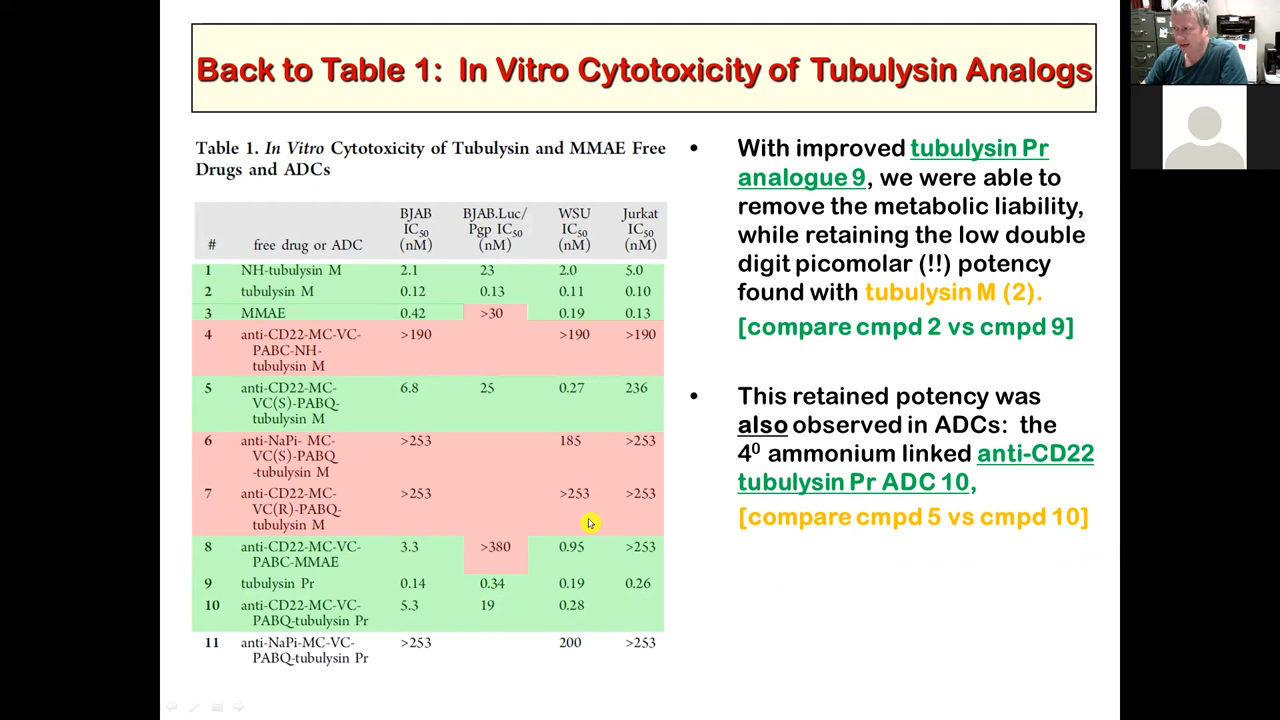 Back to Table 1:  In Vitro Cytotoxicity of Tubulysin Analogs
Table 1. In Vitro Cytotoxicity of Tubulysin and MMAE Free
Drugs and ADCs
# free drug or ADC BJAB IC50 (nM) BJAB.Luc/Pgp IC50 (nM) WSU IC50 (nM) Jurkat IC50 (nM)
1 NH-tubulysin M 2.1 23 2.0 5.0
2 tubulysin M 0.12 0.13 0.11 0.10
3 MMAE 0.42 >30 0.19 0.13
4 anti-CD22-MC-VC- >190 >190 >190
PABC-NH-
tubulysin M
5 anti-CD22-MC- 6.8 25 0.27 236
VC(S)-PABQ-
tubulysin M
6 anti-NaPi- MC- >253 185 >253
VC(S)-PABQ
-tubulysin M
7 anti-CD22-MC- >253 >253 >253
VC(R)-PABQ-
tubulysin M
8 anti-CD22-MC-VC- 3.3 >380 0.95 >253
PABC-MMAE
9 tubulysin Pr 0.14 0.34 0.19 0.26
10 anti-CD22-MC-VC- 5.3 19 0.28
PABQ-tubulysin Pr
11 anti-NaPi-MC-VC- >253 200 >253
PABQ-tubulysin Pr
• With improved tubulysin Pr
analogue 9, we were able to
remove the metabolic liability,
while retaining the low double
digit picomolar (!!) potency
found with tubulysin M (2).
[compare cmpd 2 vs cmpd 9]
• This retained potency was
also observed in ADCs:  the
4⁰ ammonium linked anti-CD22
tubulysin Pr ADC 10,
[compare cmpd 5 vs cmpd 10]